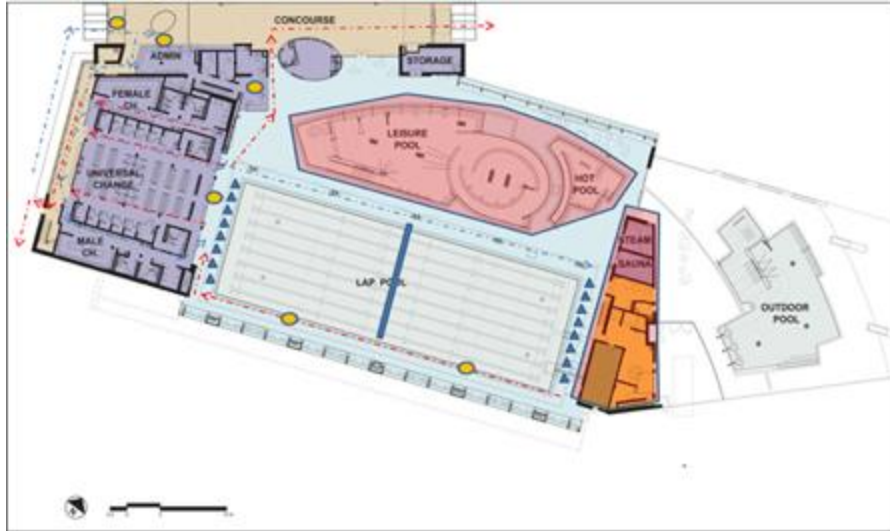 CONCOURSE
ADMIN
STORAGE
FEMALE
CH.
LEISURE
POOL
UNIVERSAL
CHANGE
HOT
POOL
MALE
CH.
STEAM
SAUNA
LAP POOL
OUTDOOR
POOL